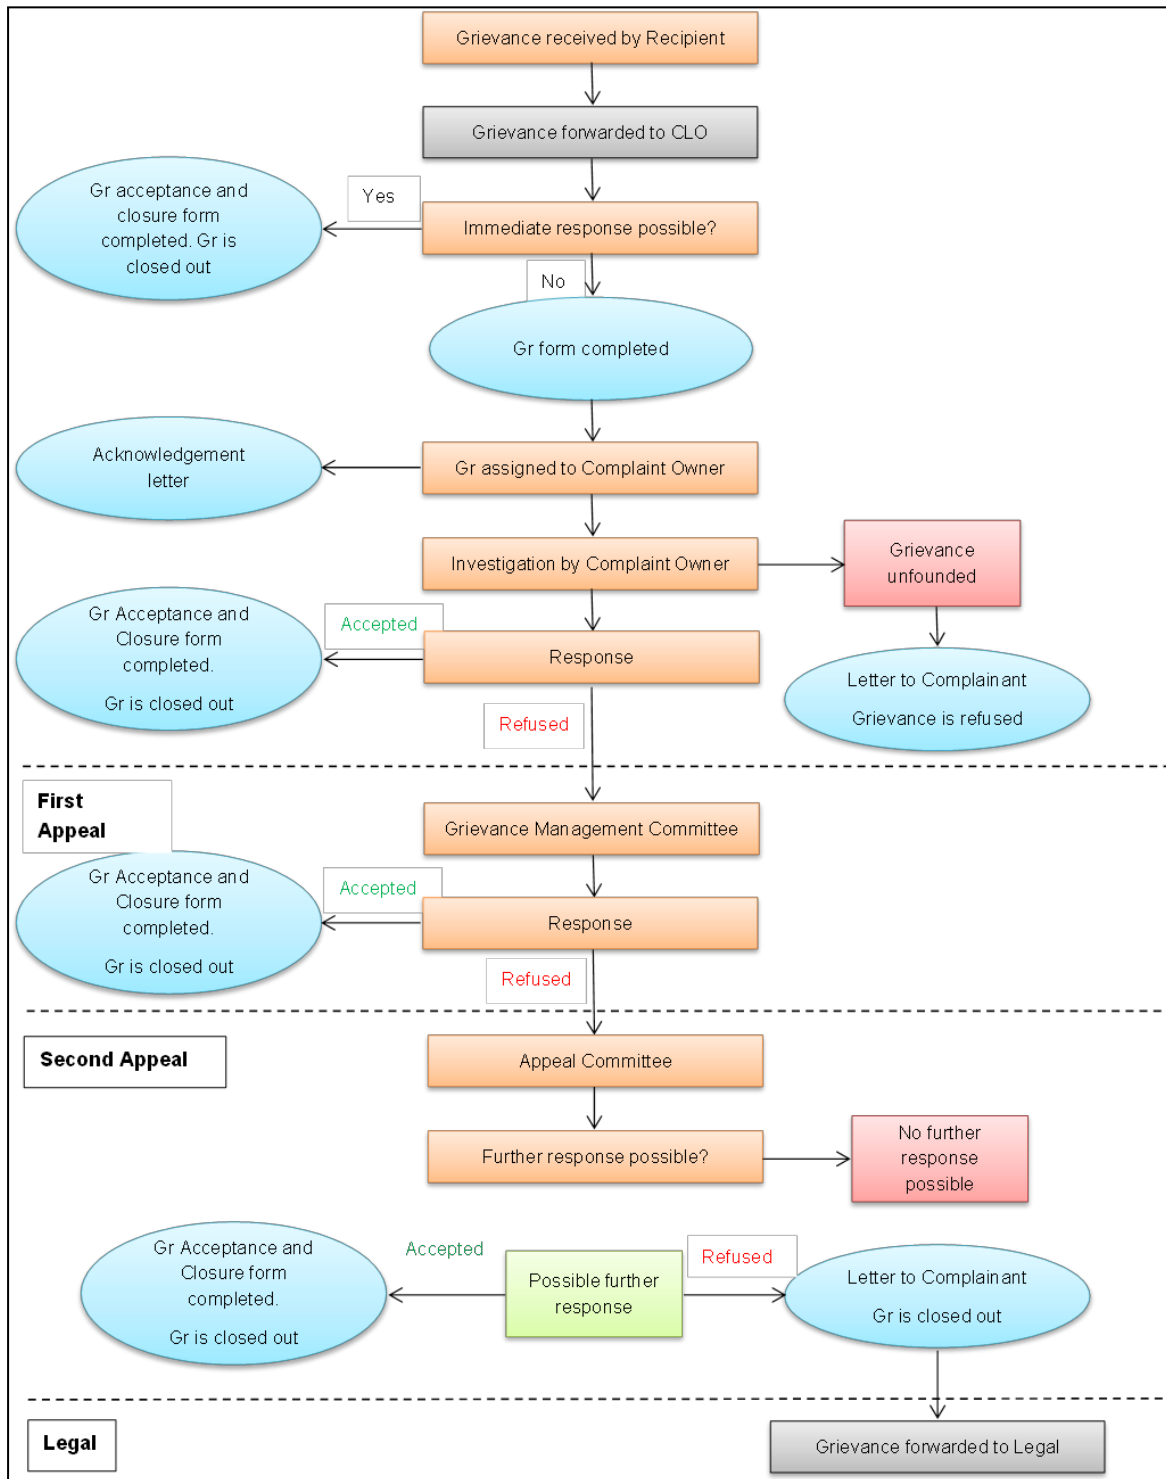 Grievance received by Recipient
Grievance forwarded to CLO
Gr acceptance and
closure form
completed. Gr is
closed out
Yes
Immediate response possible?
No
Gr form completed
Acknowledgement
letter
Gr assigned to Complaint Owner
Investigation by Complaint Owner
Grievance
unfounded
Gr Acceptance and
Closure form
completed.
Gr is closed out
Accepted
Response
Letter to Complainant
Grievance is refused
Refused
First
Appeal
Grievance Management Committee
Gr Acceptance and
Closure form
completed.
Gr is closed out
Accepted
Response
Refused
Second Appeal
Appeal Committee
Further response possible?
No further
response
possible
Gr Acceptance and
Closure form
completed.
Gr is closed out
Accepted
Possible further
response
Refused
Letter to Complainant
Gr is closed out
Legal
Grievance forwarded to Legal